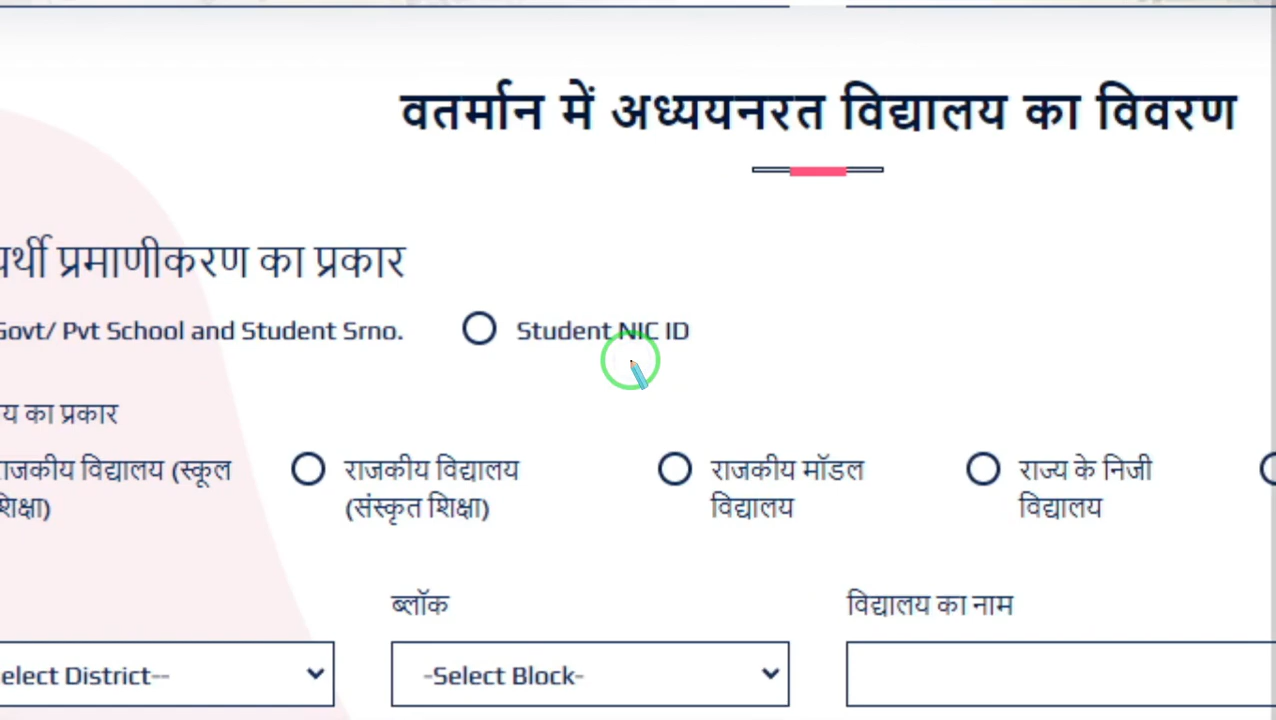 वतर्मान में अध्ययनरत विद्यालय का विवरण
प्रमाणीकरण का प्रकार
Govt/ Pvt School and Student Srno. Student NIC ID
का प्रकार
राजकीय विद्यालय (स्कूल राजकीय विद्यालय राजकीय मॉडल राज्य के निजी
शिक्षा) (संस्कृत शिक्षा) विद्यालय विद्यालय
ब्लॉक विद्यालय का नाम
elect District-- -Select Block-